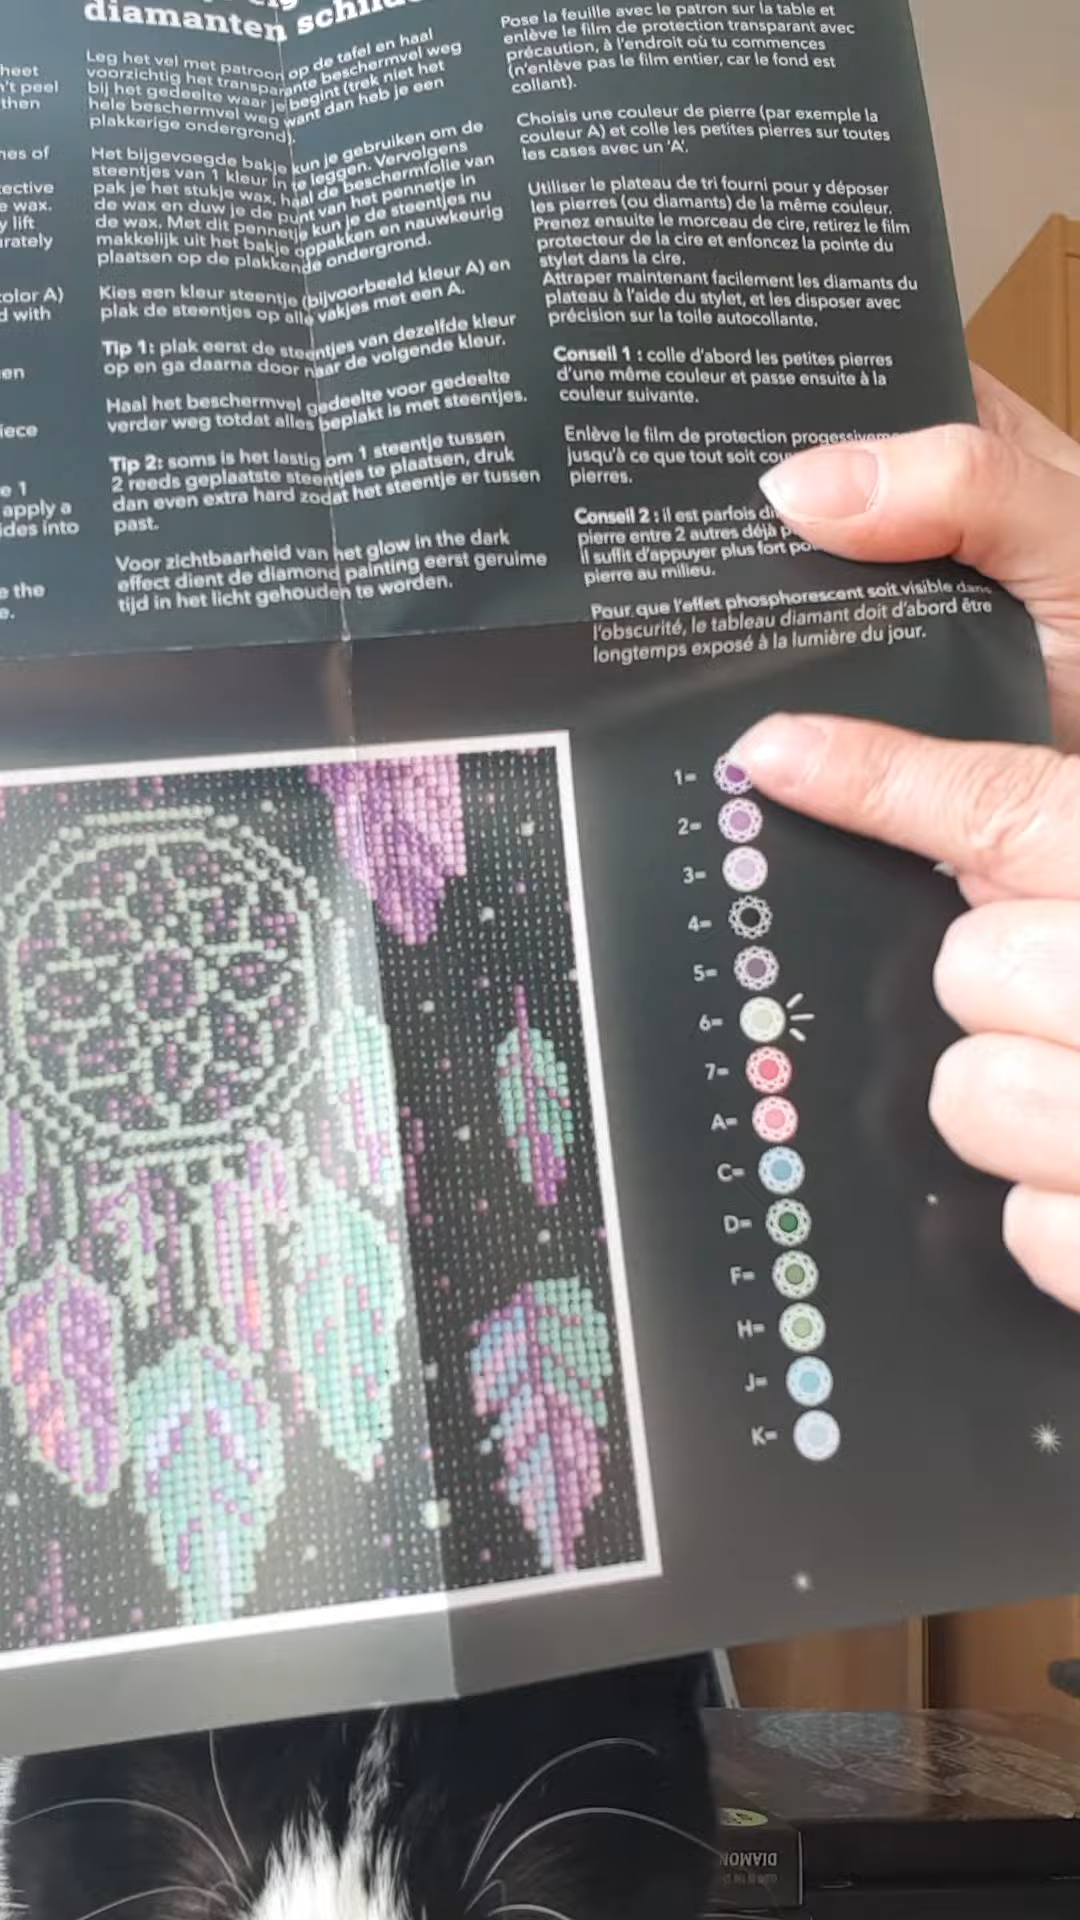 diamanten
heet
't peel
then
nes of
ective
e wax.
y lift
urately
color A)
d with
en
iece
e 1
apply a
ides into
e the
e.
Leg het vel met patroon op de tafel en haal
voorzichtig het transparante beschermvel weg
bij het gedeelte waar je begint (trek niet het
hele beschermvel weg want dan heb je een
plakkerige ondergrond).
Het bijgevoegde bakje kun je gebruiken om de
steentjes van 1 kleur in te leggen. Vervolgens
pak je het stukje wax, haal de beschermfolie van
de wax en duw je de punt van het pennetje in
de wax. Met dit pennetje kun je de steentjes nu
makkelijk uit het bakje oppakken en nauwkeurig
plaatsen op de plakkende ondergrond.
Kies een kleur steentje (bijvoorbeeld kleur A) en
plak de steentjes op alle vakjes met een A.
Tip 1: plak eerst de steentjes van dezelfde kleur
op en ga daarna door naar de volgende kleur.
Haal het beschermvel gedeelte voor gedeelte
verder weg totdat alles beplakt is met steentjes.
Tip 2: soms is het lastig om 1 steentje tussen
2 reeds geplaatste steentjes te plaatsen, druk
dan even extra hard zodat het steentje er tussen
past.
Voor zichtbaarheid van het glow in the dark
effect dient de diamond painting eerst geruime
tijd in het licht gehouden te worden.
Pose la feuille avec le patron sur la table et
enlève le film de protection transparant avec
précaution, à l'endroit où tu commences
(n'enlève pas le film entier, car le fond est
collant).
Choisis une couleur de pierre (par exemple la
couleur A) et colle les petites pierres sur toutes
les cases avec un 'A'.
Utiliser le plateau de tri fourni pour y déposer
les pierres (ou diamants) de la même couleur.
Prenez ensuite le morceau de cire, retirez le film
protecteur de la cire et enfoncez la pointe du
stylet dans la cire.
Attraper maintenant facilement les diamants du
plateau à l'aide du stylet, et les disposer avec
précision sur la toile autocollante.
Conseil 1 : colle d'abord les petites pierres
d'une même couleur et passe ensuite à la
couleur suivante.
Enlève le film de protection progessivement
jusqu'à ce que tout soit cou
pierres.
Conseil 2 : il est parfois di
pierre entre 2 autres déjà p
il suffit d'appuyer plus fort po
pierre au milieu.
Pour que l'effet phosphorescent soit visible dans
l'obscurité, le tableau diamant doit d'abord être
longtemps exposé à la lumière du jour.
1=
2=
3=
4=
5=
6=
7=
A=
C=
D=
F=
H=
J=
K=
DIAMON